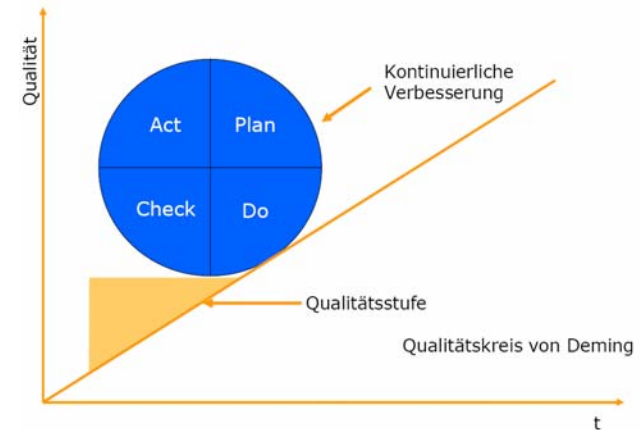 Qualität
Kontinuierliche
Verbesserung
Act
Plan
Check
Do
Qualitätsstufe
Qualitätskreis von Deming
t